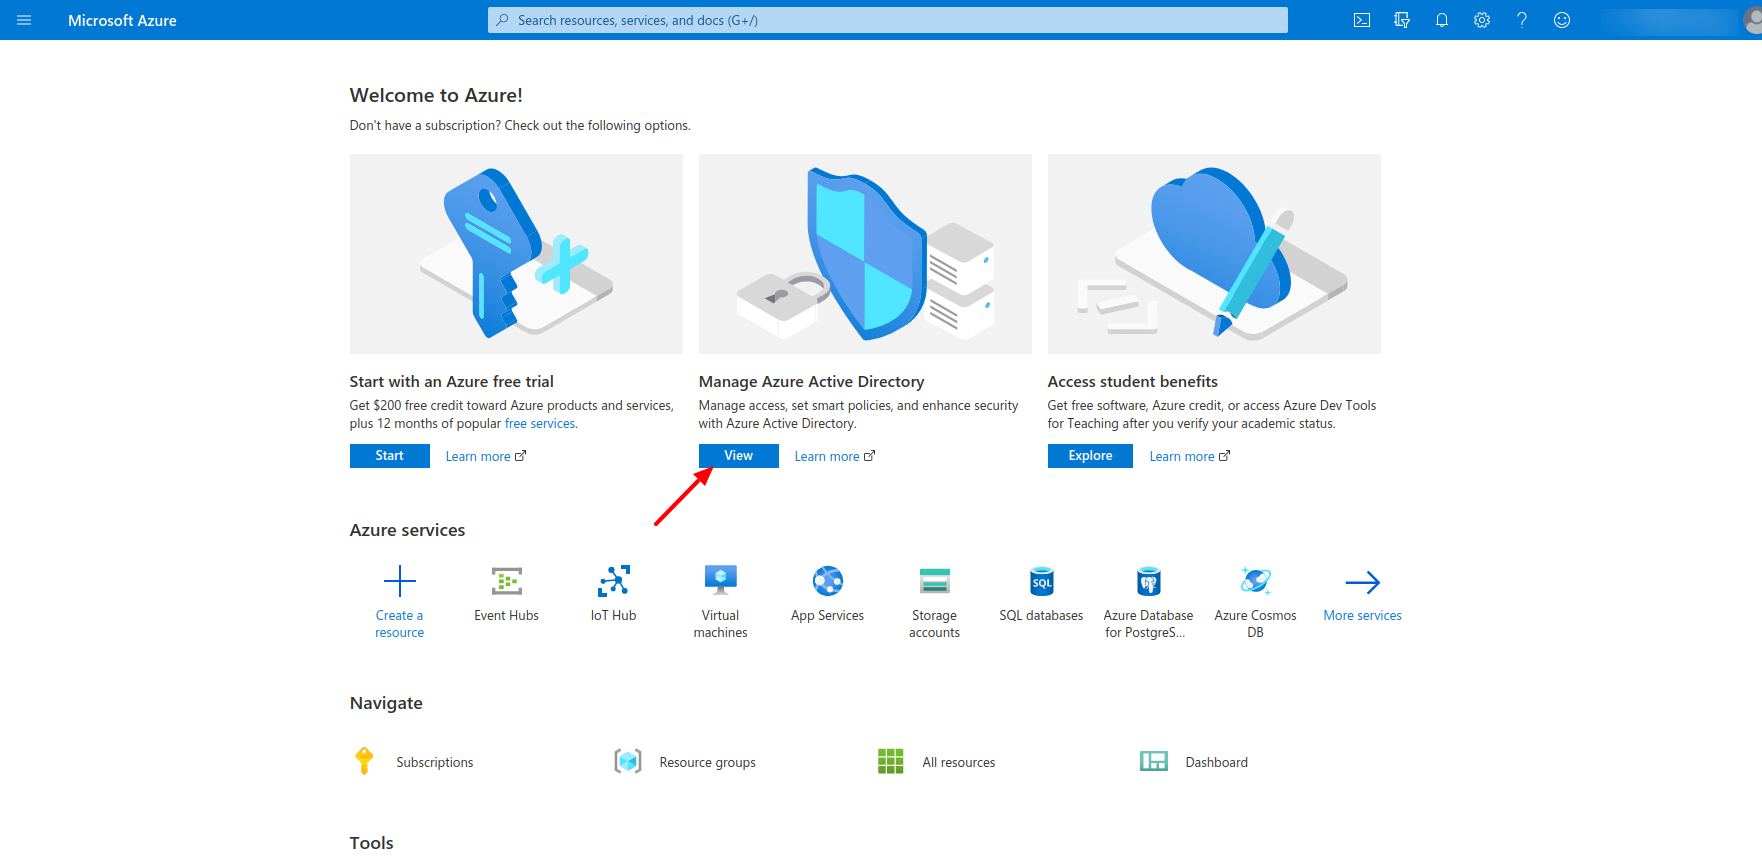 Microsoft Azure
Search resources, services, and docs (G+/)
Welcome to Azure!
Don't have a subscription? Check out the following options.
Start with an Azure free trial
Get $200 free credit toward Azure products and services,
plus 12 months of popular free services.
Start
Learn more
Manage Azure Active Directory
Manage access, set smart policies, and enhance security
with Azure Active Directory.
View
Learn more
Access student benefits
Get free software, Azure credit, or access Azure Dev Tools
for Teaching after you verify your academic status.
Explore
Learn more
Azure services
Create a
resource
Event Hubs
IoT Hub
Virtual
machines
App Services
Storage
accounts
SQL
SQL databases
Azure Database
for PostgreS...
Azure Cosmos
DB
More services
Navigate
Subscriptions
Resource groups
All resources
Dashboard
Tools